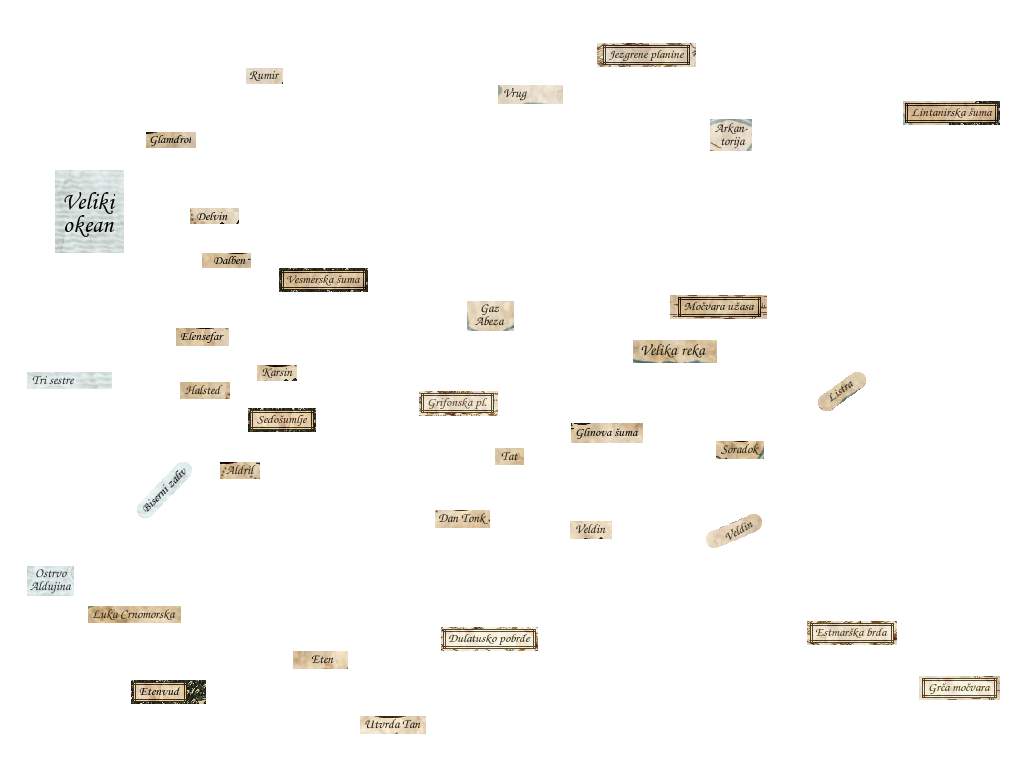 Jezgrene planine
Rumir
Vrug
Lintanirska šuma
Arkan-
torija
Glamdrot
Veliki
okean
Delvin
Dalben
Vesmerska šuma
Gaz
Abeza
Močvara užasa
Elensefar
Velika reka
Karsin
Tri sestre
Halsted
Listra
Grifonska pl.
Sedošumlje
Glinova šuma
Soradok
Tat
Aldril
Biserni zaliv
Dan Tonk
Veldin
Veldin
Ostrvo
Aldujina
Luka Crnomorska
Estmarška brda
Dulatusko pobrđe
Eten
Grča močvara
Etenvud
Utvrda Tan